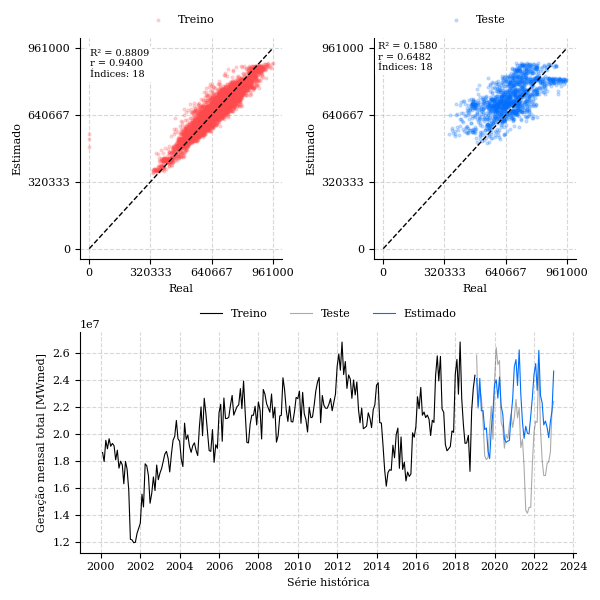 Treino
Teste
R² = 0.8809
r = 0.9400
Índices: 18
R² = 0.1580
r = 0.6482
Índices: 18
961000
640667
320333
0
Estimado
0
320333
640667
961000
Real
961000
640667
320333
0
Estimado
0
320333
640667
961000
Real
Treino
Teste
Estimado
1e7
2.6
2.4
2.2
2.0
1.8
1.6
1.4
1.2
Geração mensal total [MWmed]
2000
2002
2004
2006
2008
2010
2012
2014
2016
2018
2020
2022
2024
Série histórica